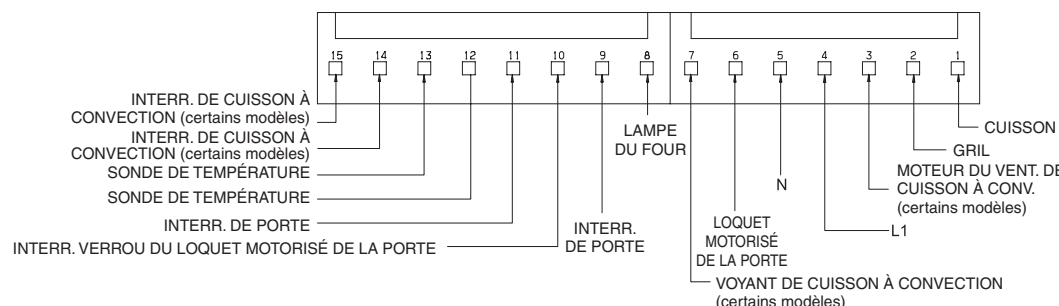 15 14 13 12 11 10 9 8 7 6 5 4 3 2 1
INTERR. DE CUISSON À
CONVECTION (certains modèles)
INTERR. DE CUISSON À
CONVECTION (certains modèles)
SONDE DE TEMPÉRATURE
SONDE DE TEMPÉRATURE
INTERR. DE PORTE
INTERR. VERROU DU LOQUET MOTORISÉ DE LA PORTE
INTERR.
DE PORTE
LAMPE
DU FOUR
VOYANT DE CUISSON À CONVECTION
(certains modèles)
LOQUET
MOTORISÉ
DE LA PORTE
N
L1
MOTEUR DU VENT. DE
CUISSON À CONV.
(certains modèles)
GRIL
CUISSON